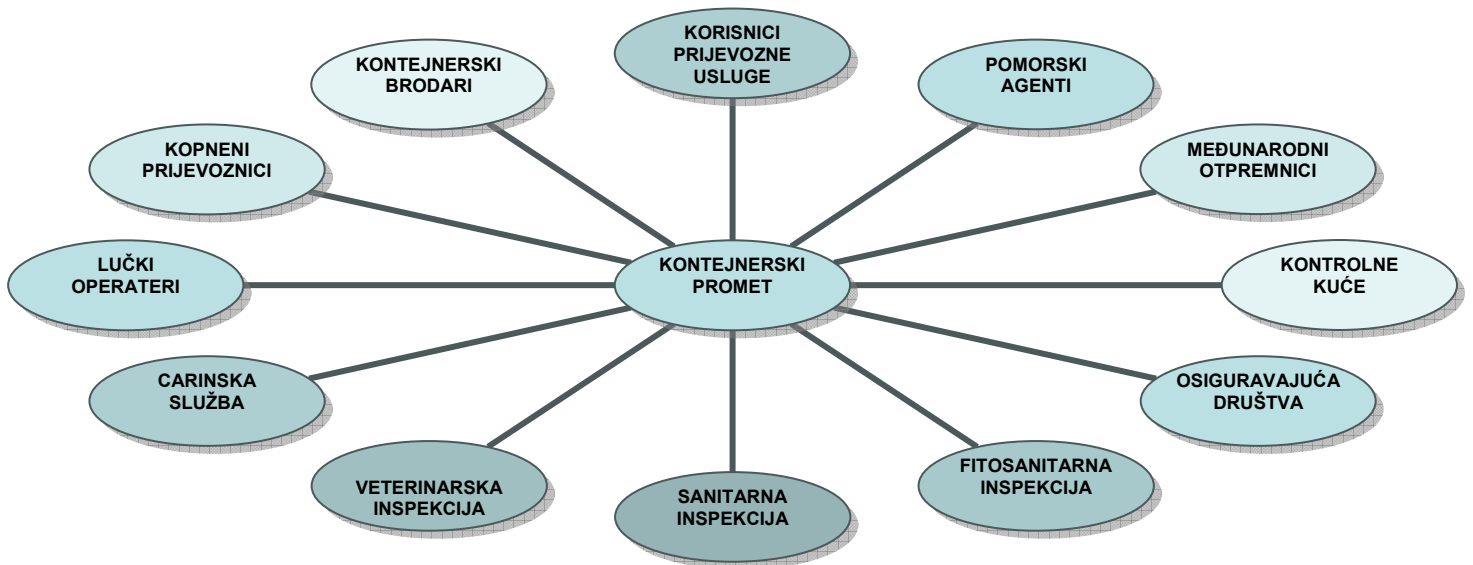 KORISNICI
PRIJEVOZNE
USLUGE
KONTEJNERSKI
BRODARI
POMORSKI
AGENTI
KOPNENI
PRIJEVOZNICI
MEĐUNARODNI
OTPREMNICI
LUČKI
OPERATERI
KONTEJNERSKI
PROMET
KONTROLNE
KUĆE
CARINSKA
SLUŽBA
OSIGURAVAJUĆA
DRUŠTVA
VETERINARSKA
INSPEKCIJA
SANITARNA
INSPEKCIJA
FITOSANITARNA
INSPEKCIJA